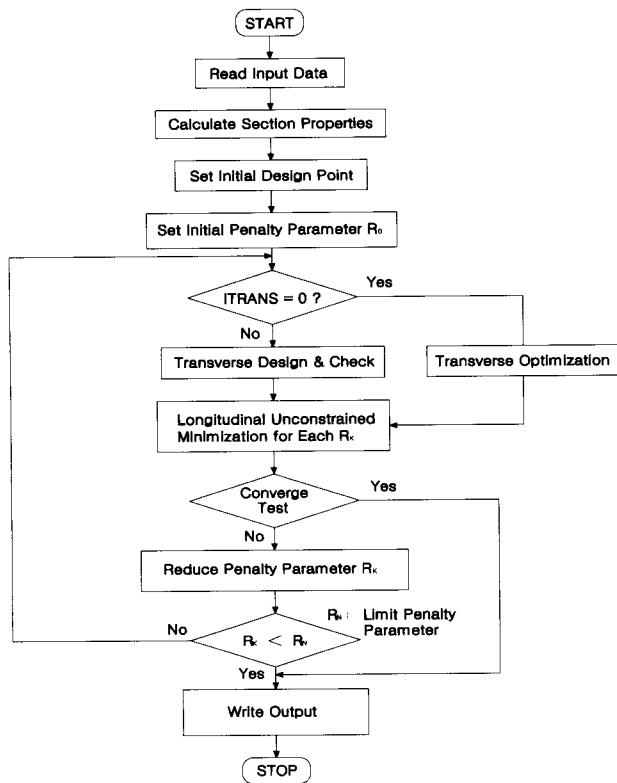 START
Read Input Data
Calculate Section Properties
Set Initial Design Point
Set Initial Penalty Parameter R₀
ITRANS = 0 ?
Yes
No
Transverse Design & Check
Transverse Optimization
Longitudinal Unconstrained
Minimization for Each Rₖ
Converge
Test
Yes
No
Reduce Penalty Parameter Rₖ
R_N : Limit Penalty
Parameter
No
Rₖ < R_N
Yes
Write Output
STOP